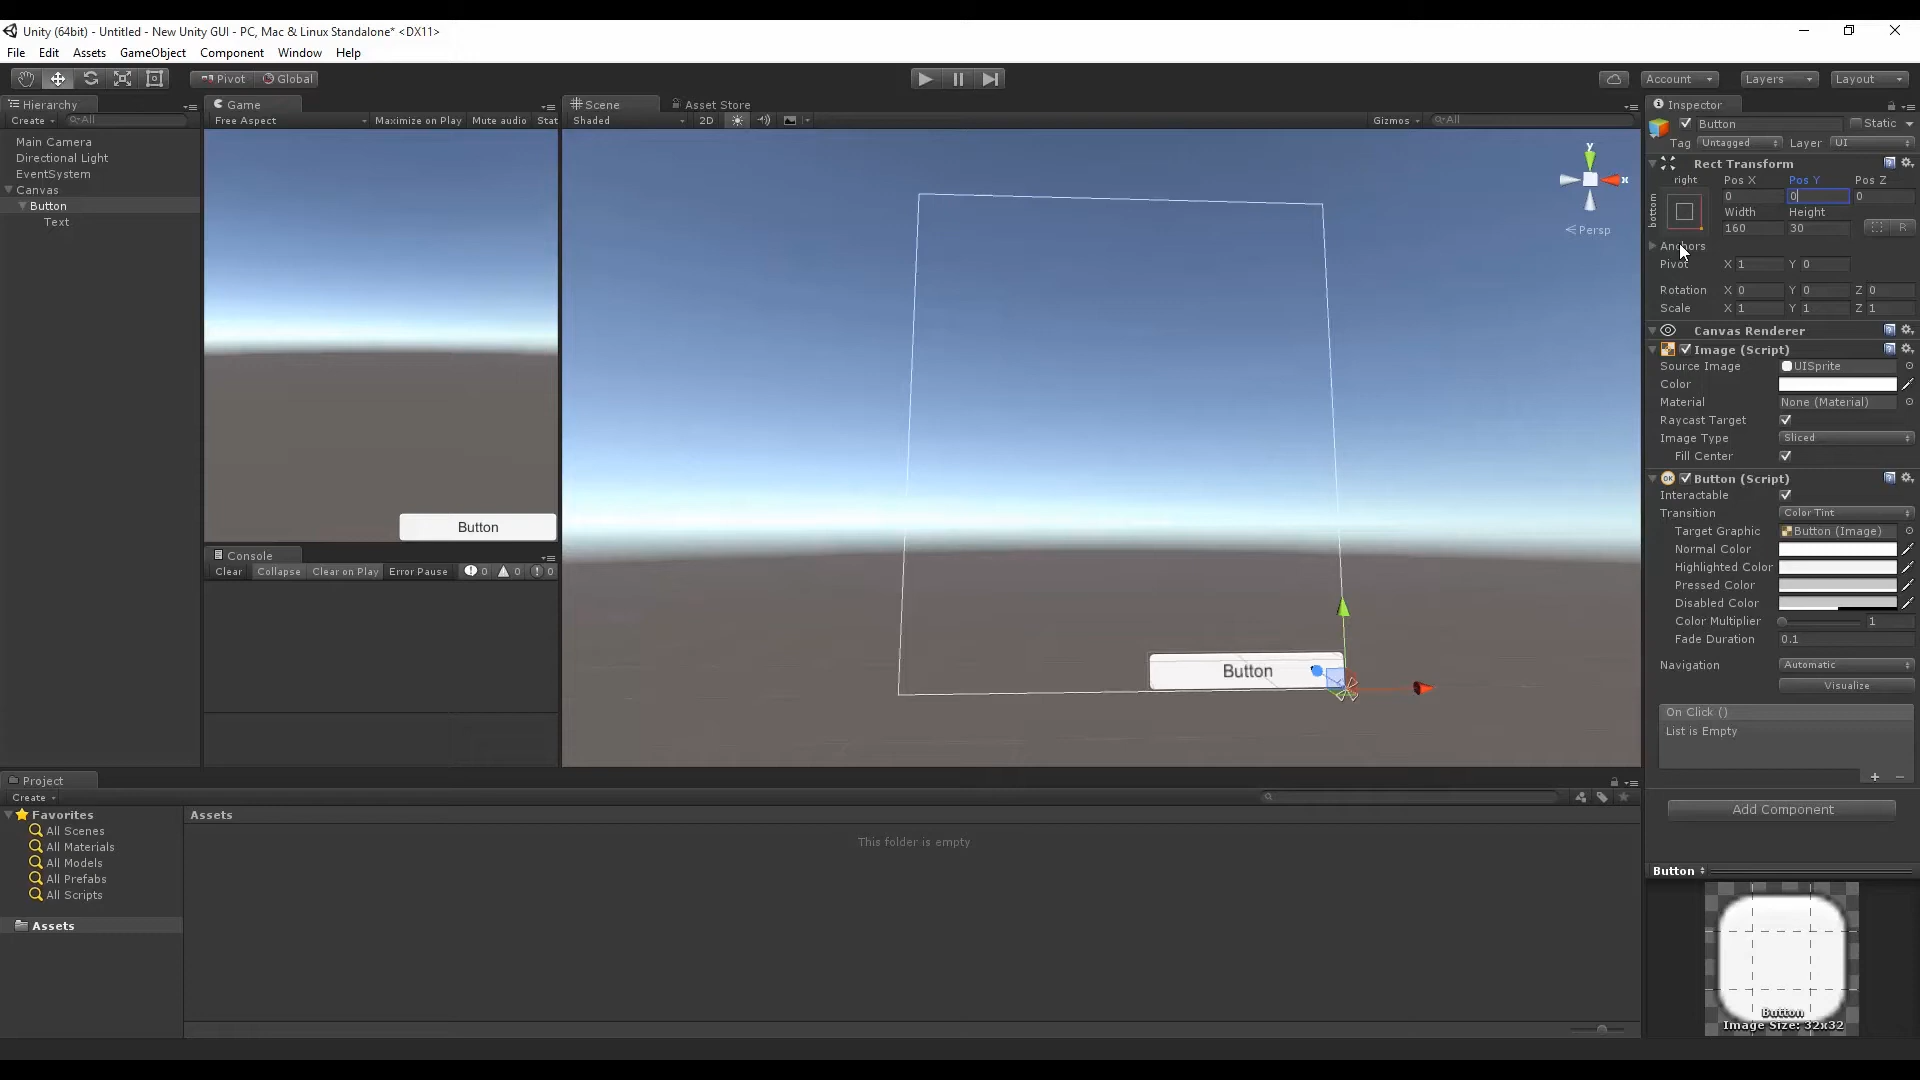 Unity (64bit) - Untitled - New Unity GUI - PC, Mac & Linux Standalone* <DX11>
File Edit Assets GameObject Component Window Help
Pivot Global Account Layers Layout
Hierarchy
Create All
Main Camera
Directional Light
EventSystem
Canvas
Button
Text
Game
Free Aspect Maximize on Play Mute audio Stat
Button
Console
Clear Collapse Clear on Play Error Pause 0 0 0
Scene Asset Store
Shaded 2D Gizmos All
y
x
Persp
Button
Inspector
Button Static
Tag Untagged Layer UI
Rect Transform
right Pos X Pos Y Pos Z
bottom
0 0 0
Width Height
160 30 R
Anchors
Pivot X 1 Y 0
Rotation X 0 Y 0 Z 0
Scale X 1 Y 1 Z 1
Canvas Renderer
Image (Script)
Source Image UISprite
Color
Material None (Material)
Raycast Target
Image Type Sliced
Fill Center
OK Button (Script)
Interactable
Transition Color Tint
Target Graphic Button (Image)
Normal Color
Highlighted Color
Pressed Color
Disabled Color
Color Multiplier 1
Fade Duration 0.1
Navigation Automatic
Visualize
On Click ()
List is Empty
Add Component
Button
Button
Image Size: 32x32
Project
Create
Favorites
All Scenes
All Materials
All Models
All Prefabs
All Scripts
Assets
Assets
This folder is empty